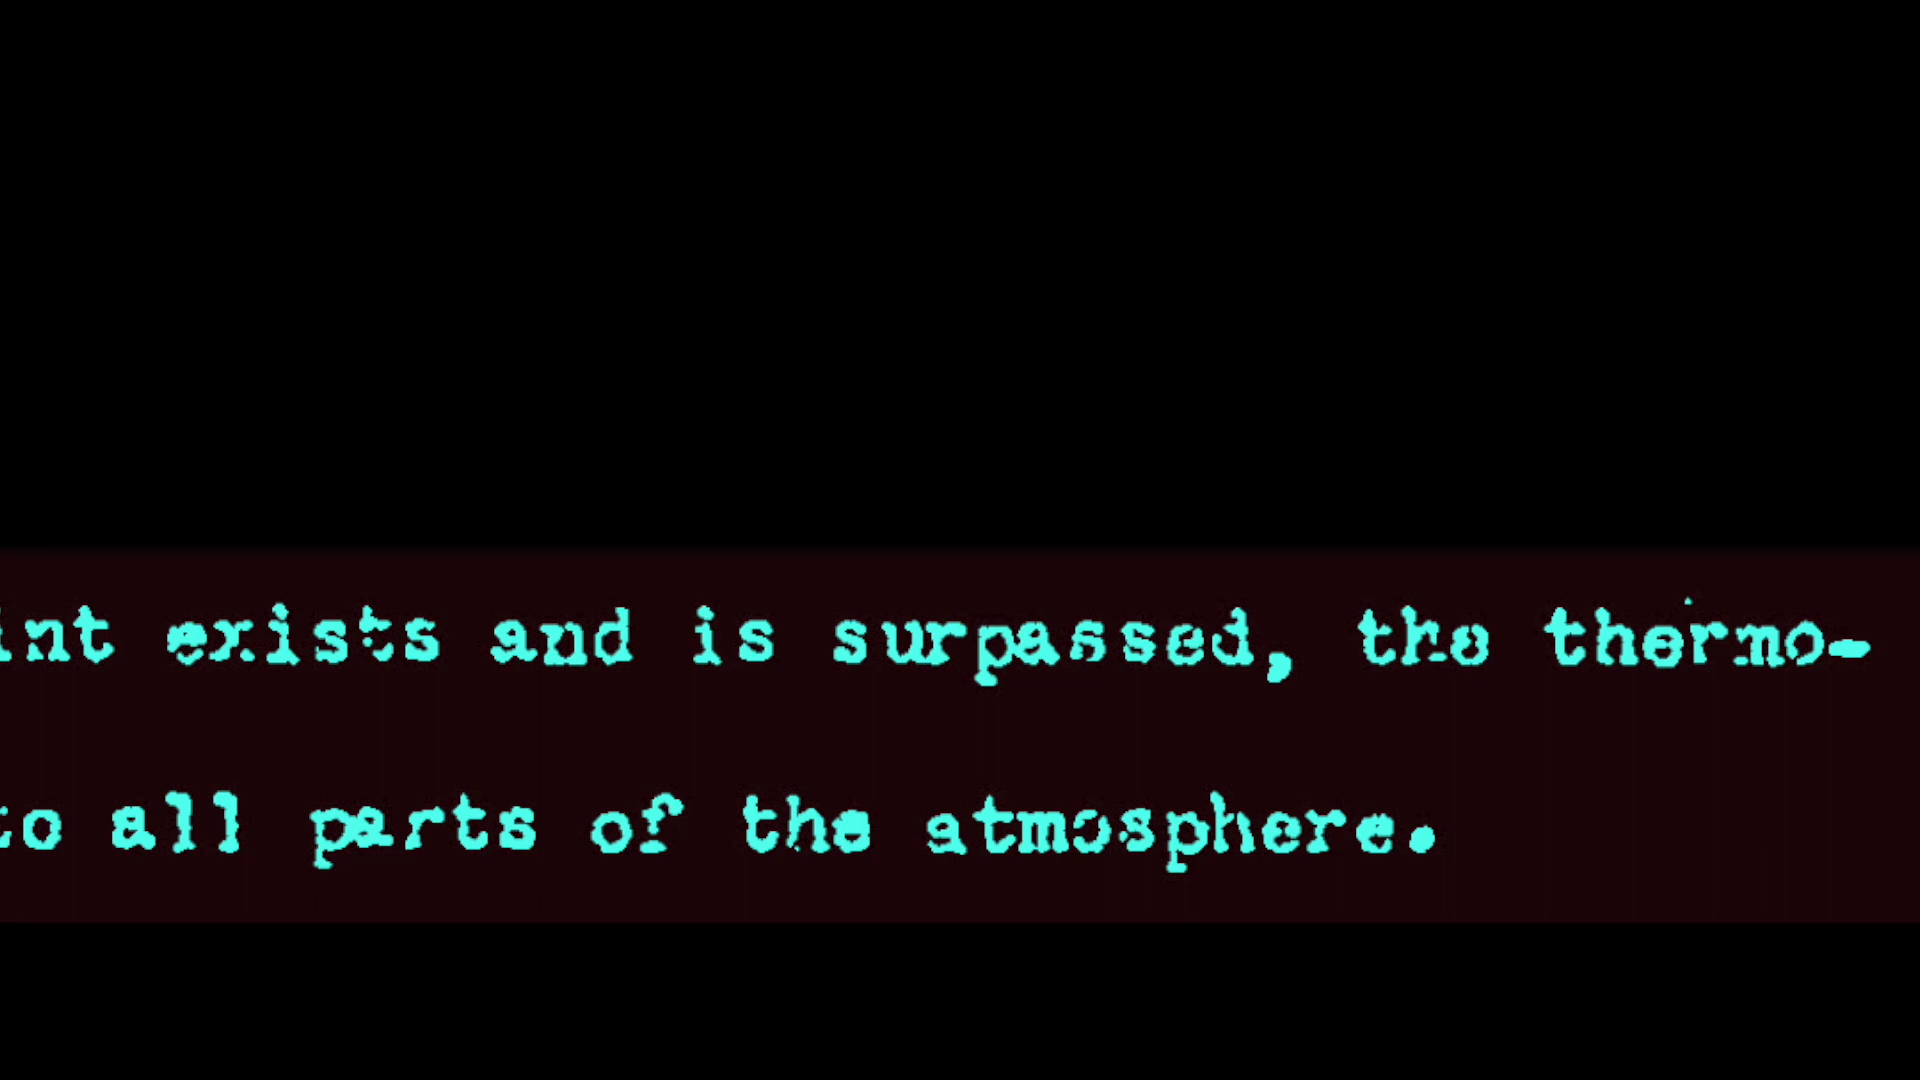 int exists and is surpassed, the thermo-
to all parts of the atmosphere.